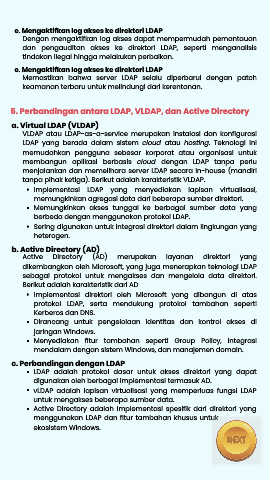 e. Mengaktifkan log akses ke direktori LDAP
Dengan mengaktifkan log akses dapat mempermudah pemantauan
dan pengauditan akses ke direktori LDAP, seperti menganalisis
tindakan ilegal hingga melakukan perbaikan.
e. Mengaktifkan log akses ke direktori LDAP
Memastikan bahwa server LDAP selalu diperbarui dengan patch
keamanan terbaru untuk melindungi dari kerentanan.
5. Perbandingan antara LDAP, VLDAP, dan Active Directory
a. Virtual LDAP (VLDAP)
VLDAP atau LDAP-as-a-service merupakan instalasi dan konfigurasi
LDAP yang berada dalam sistem cloud atau hosting. Teknologi ini
memudahkan pengguna sebesar korporat atau organisasi untuk
membangun aplikasi berbasis cloud dengan LDAP tanpa perlu
menjalankan dan memelihara server LDAP secara in-house (mandiri
tanpa pihak ketiga). Berikut adalah karakteristik VLDAP.
• Implementasi LDAP yang menyediakan lapisan virtualisasi,
memungkinkan agregasi data dari beberapa sumber direktori.
• Memungkinkan akses tunggal ke berbagai sumber data yang
berbeda dengan menggunakan protokol LDAP.
• Sering digunakan untuk integrasi direktori dalam lingkungan yang
heterogen.
b. Active Directory (AD)
Active Directory (AD) merupakan layanan direktori yang
dikembangkan oleh Microsoft, yang juga menerapkan teknologi LDAP
sebagai protokol untuk mengakses dan mengelola data direktori.
Berikut adalah karakteristik dari AD
• Implementasi direktori oleh Microsoft yang dibangun di atas
protokol LDAP, serta mendukung protokol tambahan seperti
Kerberos dan DNS.
• Dirancang untuk pengelolaan identitas dan kontrol akses di
jaringan Windows.
• Menyediakan fitur tambahan seperti Group Policy, integrasi
mendalam dengan sistem Windows, dan manajemen domain.
c. Perbandingan dengan LDAP
• LDAP adalah protokol dasar untuk akses direktori yang dapat
digunakan oleh berbagai implementasi termasuk AD.
• vLDAP adalah lapisan virtualisasi yang memperluas fungsi LDAP
untuk mengakses beberapa sumber data.
• Active Directory adalah implementasi spesifik dari direktori yang
menggunakan LDAP dan fitur tambahan khusus untuk
ekosistem Windows.
NEXT